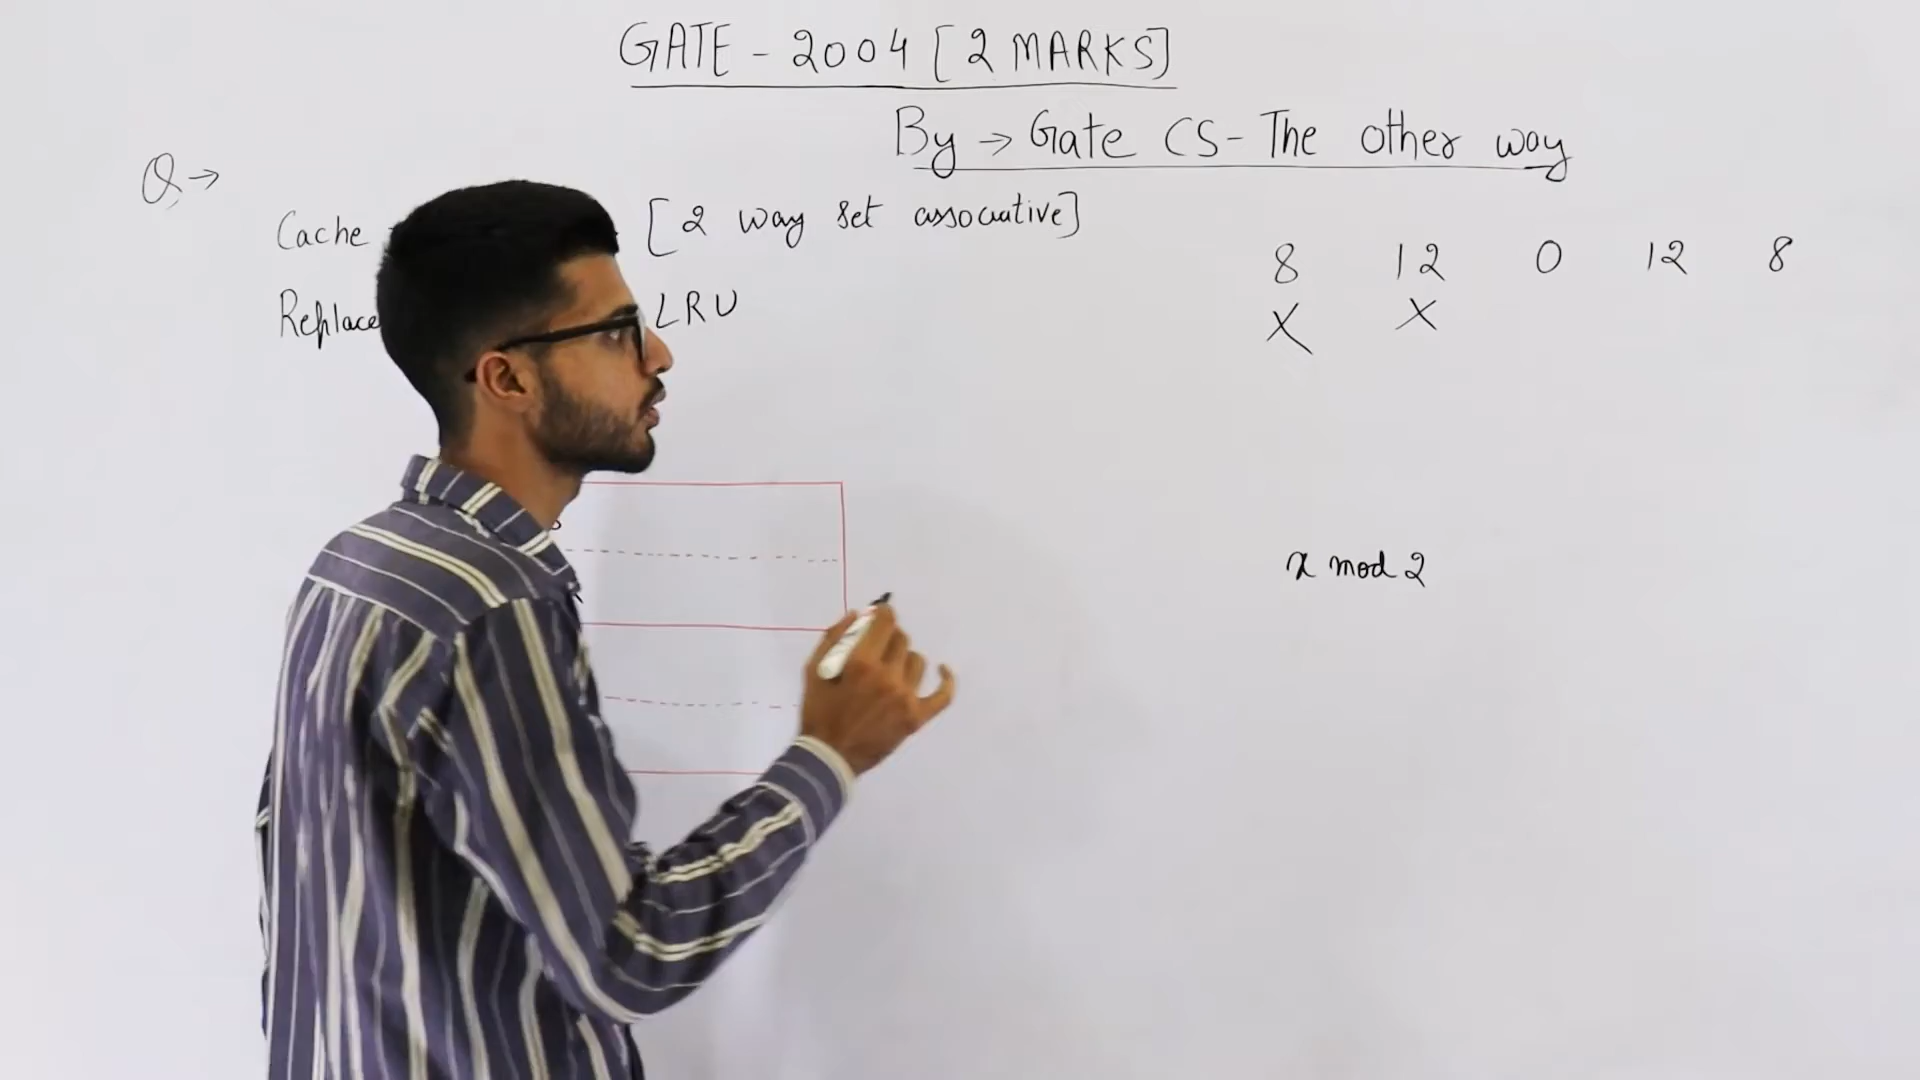 GATE - 2004 [2 MARKS]
By → Gate CS - The other way
Q →
Cache [2 way set associative]
8 12 0 12 8
Replace LRU
X X
x mod 2